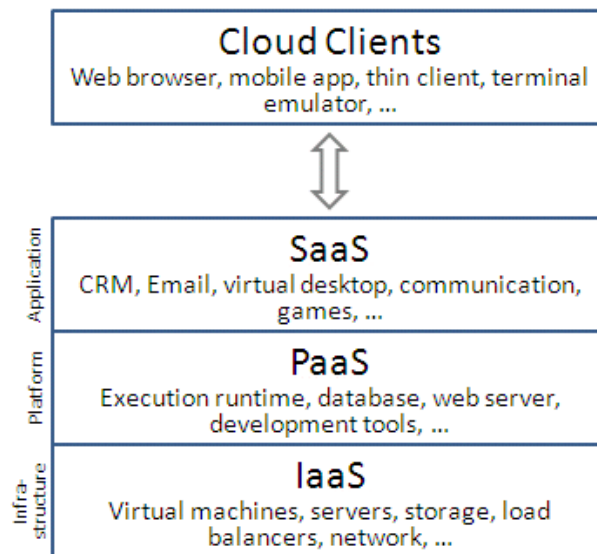 Cloud Clients
Web browser, mobile app, thin client, terminal
emulator, ...
Application
SaaS
CRM, Email, virtual desktop, communication,
games, ...
Platform
PaaS
Execution runtime, database, web server,
development tools, ...
Infra-
structure
IaaS
Virtual machines, servers, storage, load
balancers, network, ...